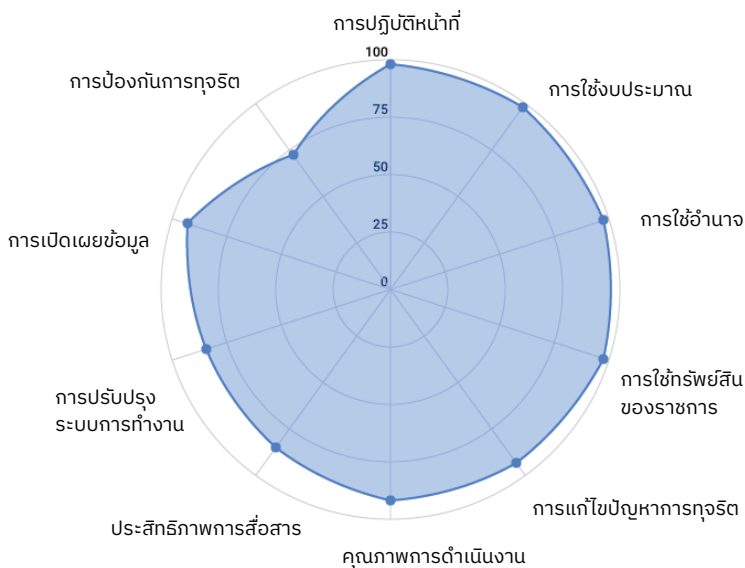 การปฏิบัติหน้าที่
100
การป้องกันการทุจริต
การใช้งบประมาณ
75
50
การใช้อำนาจ
25
การเปิดเผยข้อมูล
0
การใช้ทรัพย์สิน
ของราชการ
การปรับปรุง
ระบบการทำงาน
การแก้ไขปัญหาการทุจริต
ประสิทธิภาพการสื่อสาร
คุณภาพการดำเนินงาน